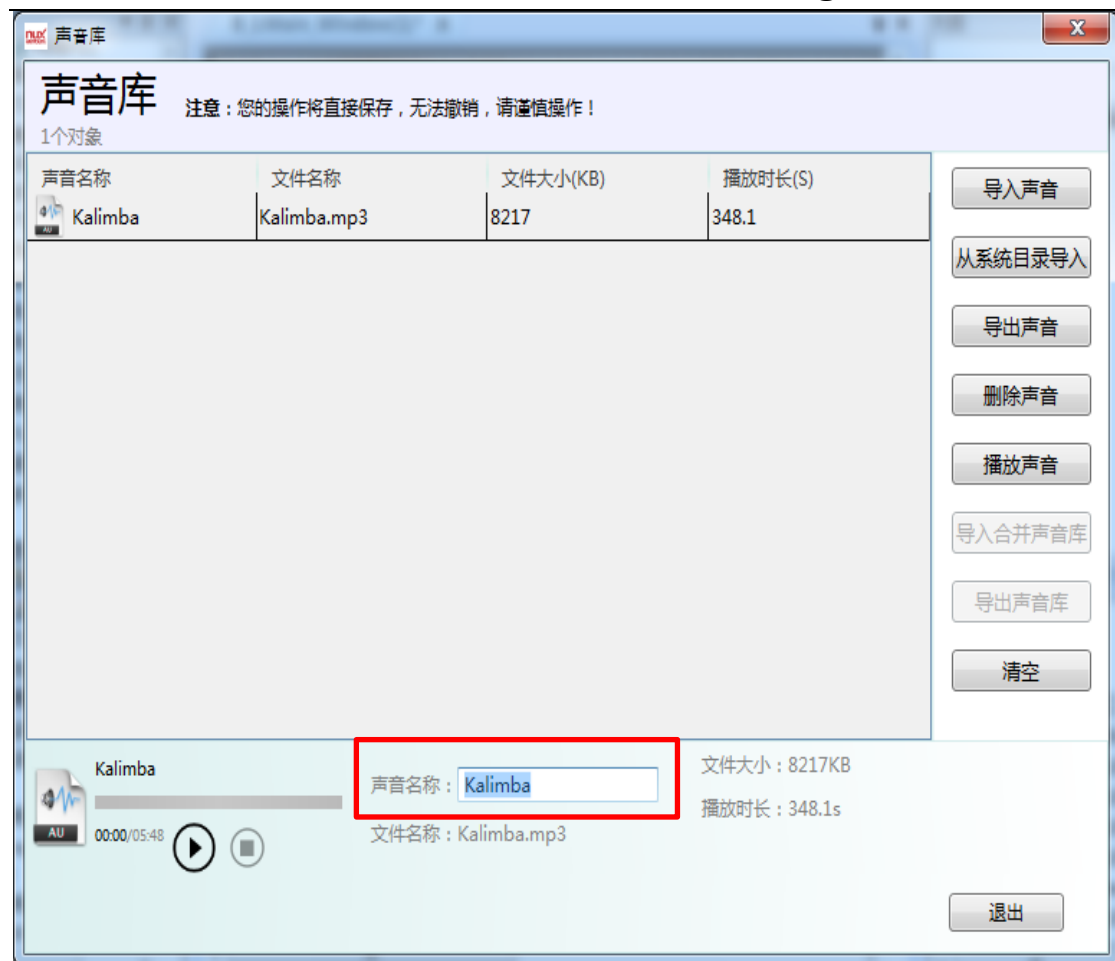 声音库
声音库 注意：您的操作将直接保存，无法撤销，请谨慎操作！
1个对象
声音名称 文件名称 文件大小(KB) 播放时长(S)
Kalimba Kalimba.mp3 8217 348.1
导入声音
从系统目录导入
导出声音
删除声音
播放声音
导入合并声音库
导出声音库
清空
Kalimba
AU
00:00/05:48
声音名称： Kalimba
文件名称：Kalimba.mp3
文件大小：8217KB
播放时长：348.1s
退出